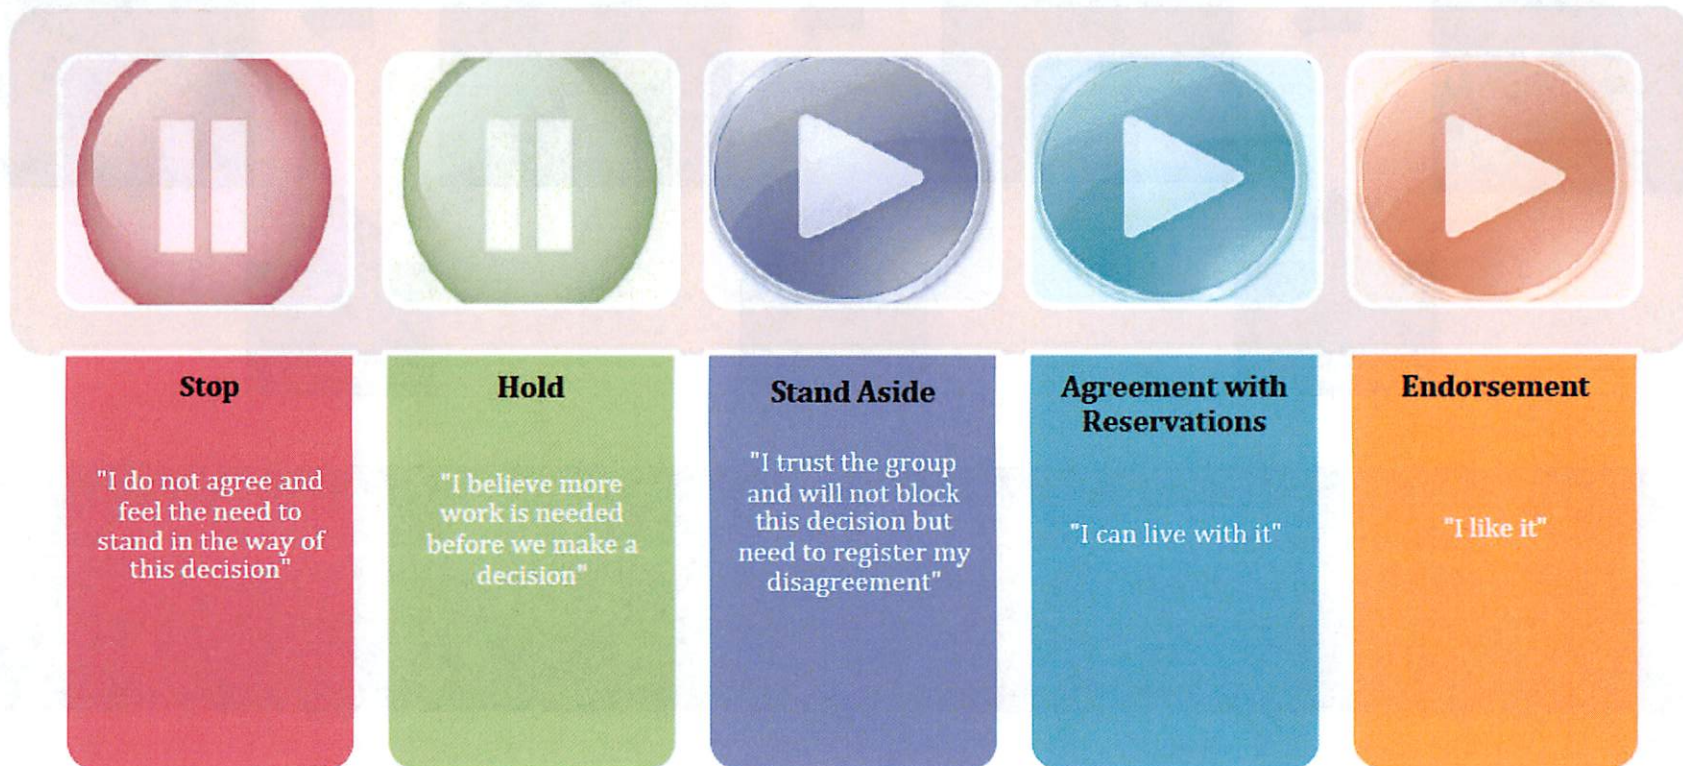 Stop
"I do not agree and
feel the need to
stand in the way of
this decision"
Hold
"I believe more
work is needed
before we make a
decision"
Stand Aside
"I trust the group
and will not block
this decision but
need to register my
disagreement"
Agreement with
Reservations
"I can live with it"
Endorsement
"I like it"